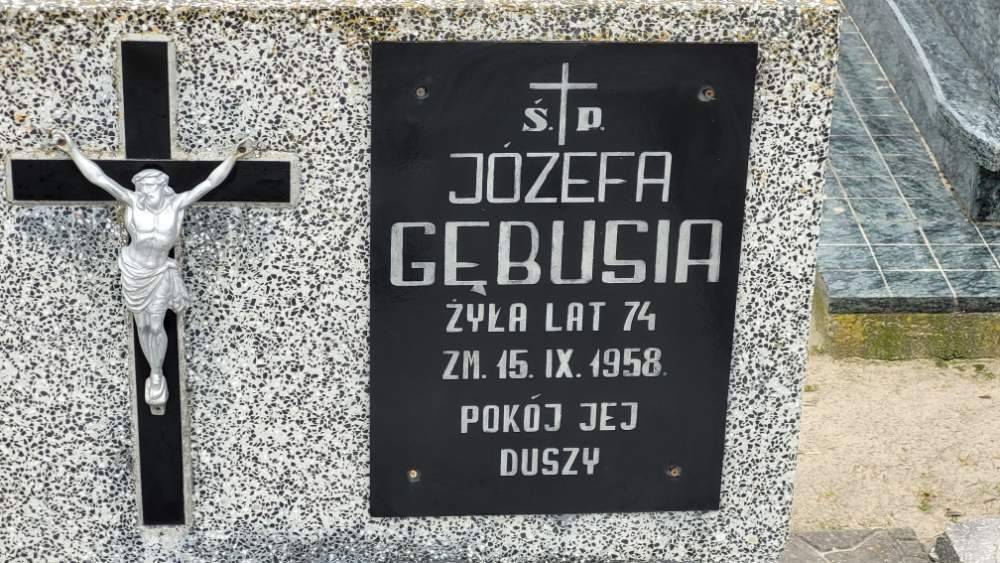 Ś. P.
JÓZEFA
GĘBUSIA
ŻYŁA LAT 74
ZM. 15. IX. 1958.
POKÓJ JEJ
DUSZY